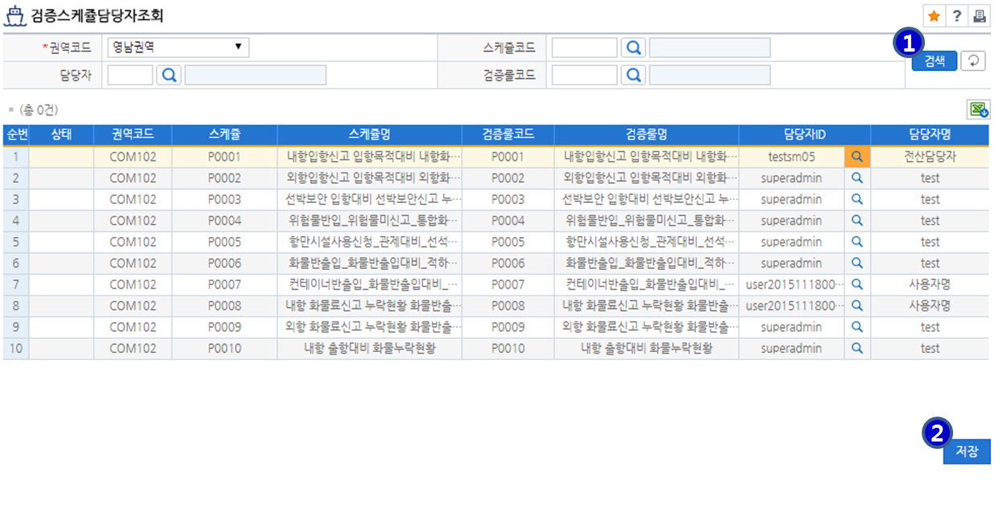 검증스케쥴담당자조회
?
1
*권역코드 영남권역 ▼ 스케쥴코드
검색
담당자 검증룰코드
(총 0건)
순번 상태 권역코드 스케쥴 스케쥴명 검증룰코드 검증룰명 담당자ID 담당자명
1 COM102 P0001 내항입항신고 입항목적대비 내항화… P0001 내항입항신고 입항목적대비 내항화… testsm05 전산담당자
2 COM102 P0002 외항입항신고 입항목적대비 외항화… P0002 외항입항신고 입항목적대비 외항화… superadmin test
3 COM102 P0003 선박보안 입항대비 선박보안신고 누… P0003 선박보안 입항대비 선박보안신고 누… superadmin test
4 COM102 P0004 위험물반입_위험물미신고_통합화… P0004 위험물반입_위험물미신고_통합화… superadmin test
5 COM102 P0005 항만시설사용신청_관제대비_선석… P0005 항만시설사용신청_관제대비_선석… superadmin test
6 COM102 P0006 화물반출입_화물반출입대비_적하… P0006 화물반출입_화물반출입대비_적하… superadmin test
7 COM102 P0007 컨테이너반출입_화물반출입대비_… P0007 컨테이너반출입_화물반출입대비_… user2015111800… 사용자명
8 COM102 P0008 내항 화물료신고 누락현황 화물반출… P0008 내항 화물료신고 누락현황 화물반출… user2015111800… 사용자명
9 COM102 P0009 외항 화물료신고 누락현황 화물반출… P0009 외항 화물료신고 누락현황 화물반출… superadmin test
10 COM102 P0010 내항 출항대비 화물누락현황 P0010 내항 출항대비 화물누락현황 superadmin test
2
저장